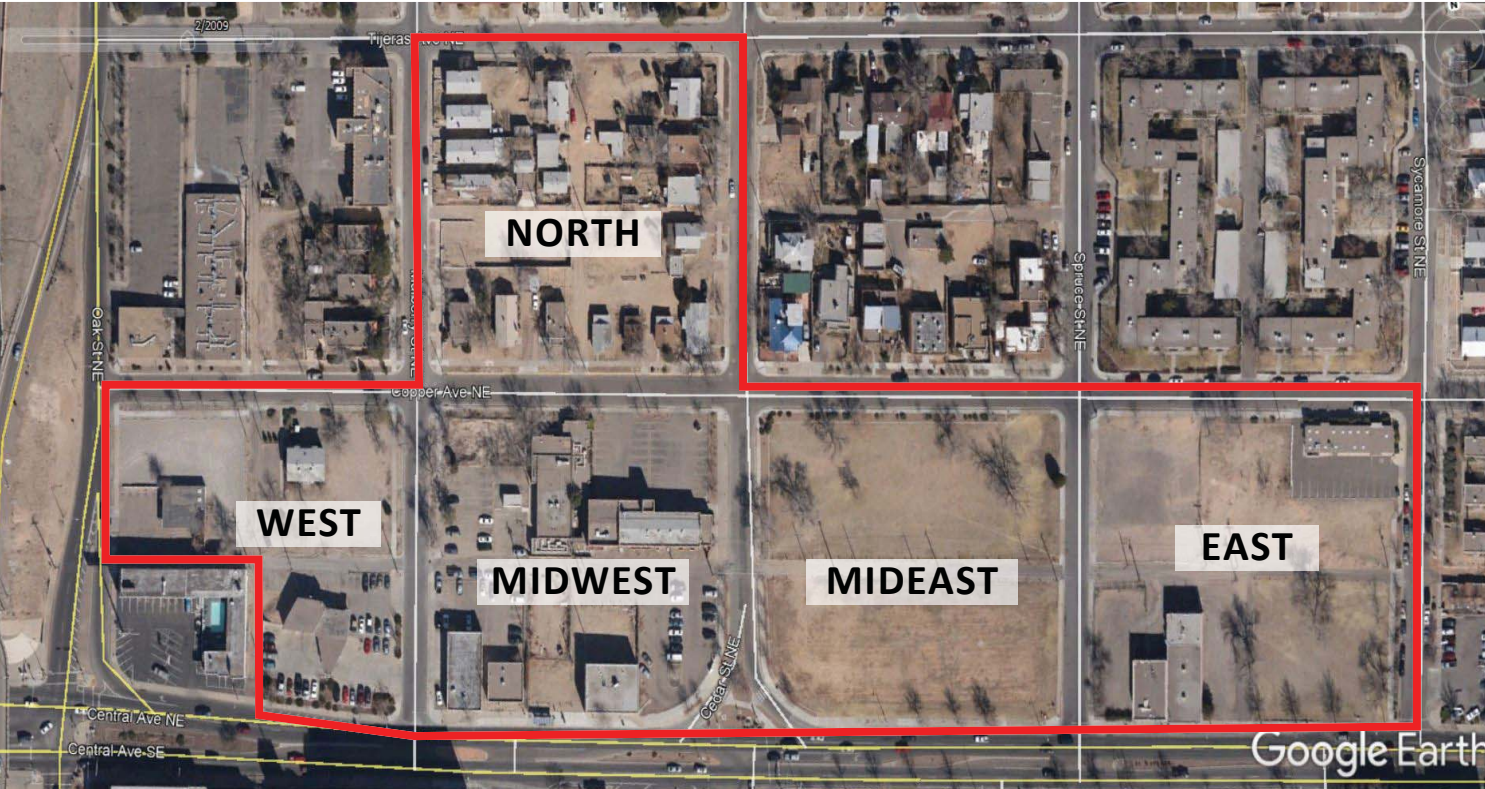 2/2009
Tijeras Ave NE
NORTH
Oak St NE
Spruce St NE
Sycamore St NE
Copper Ave NE
WEST
EAST
MIDWEST
MIDEAST
Cedar St NE
Central Ave NE
Central Ave SE
Google Earth